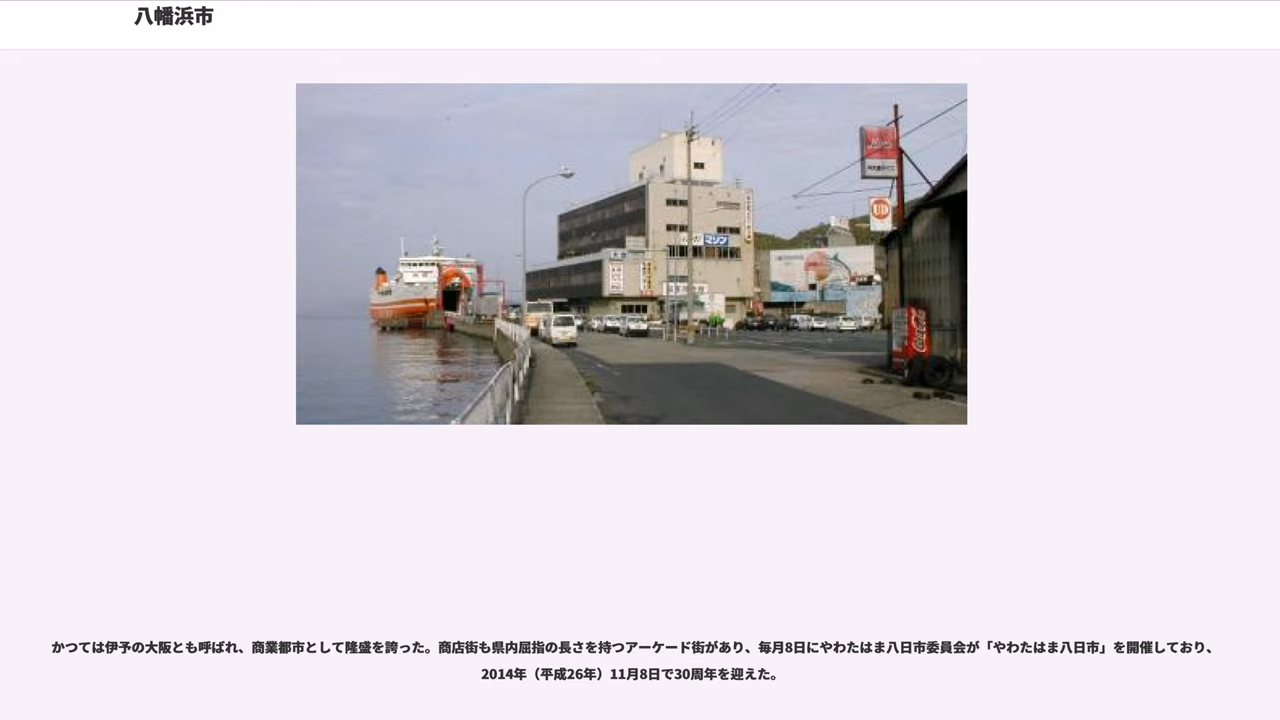 八幡浜市
マリン
かつては伊予の大阪とも呼ばれ、商業都市として隆盛を誇った。商店街も県内屈指の長さを持つアーケード街があり、毎月8日にやわたはま八日市委員会が「やわたはま八日市」を開催しており、
2014年（平成26年）11月8日で30周年を迎えた。